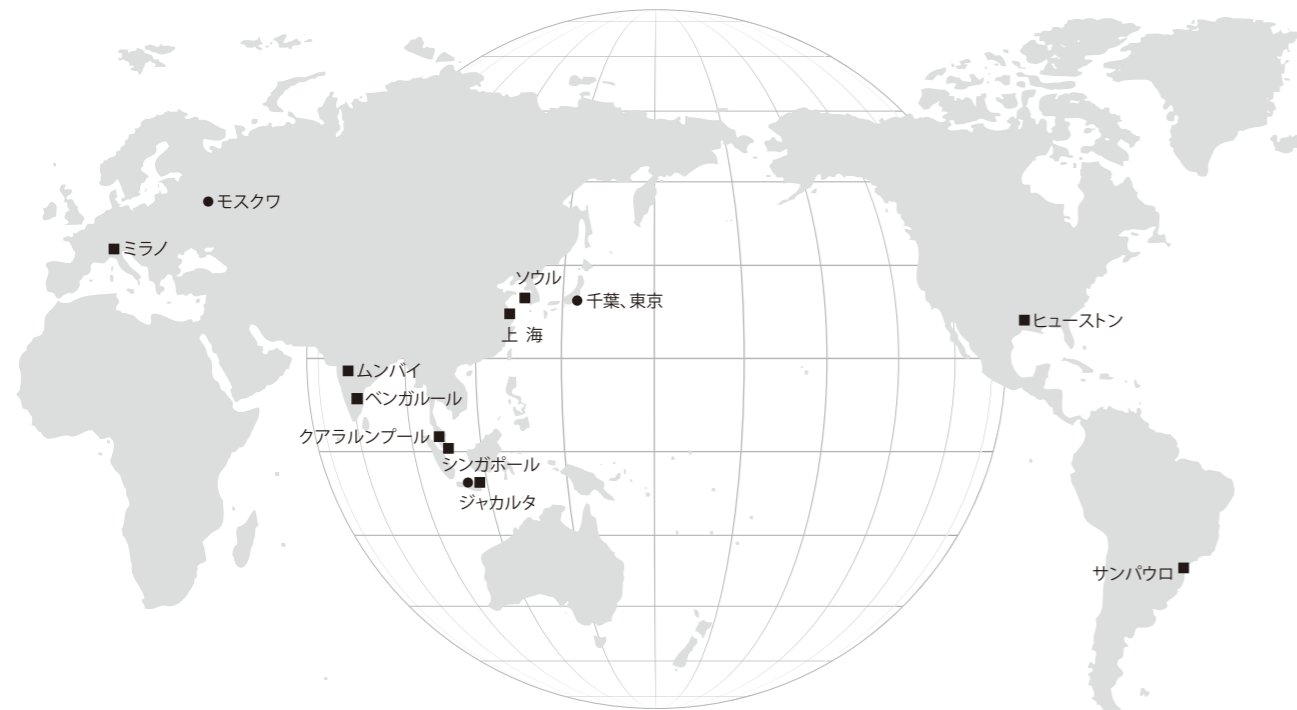 モスクワ
ミラノ
ソウル
千葉、東京
上 海
ヒューストン
ムンバイ
ベンガルール
クアラルンプール
シンガポール
ジャカルタ
サンパウロ